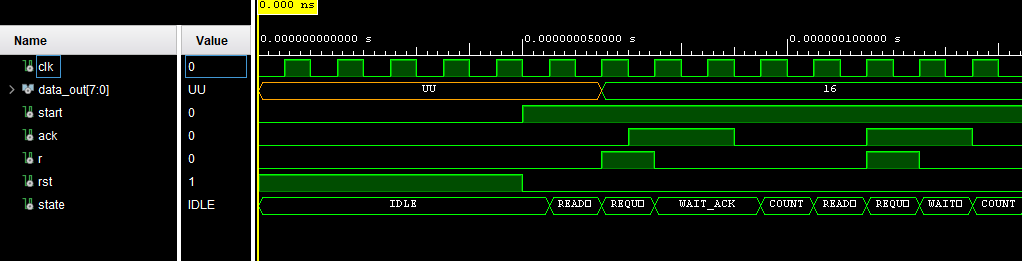 0.000 ns
Name Value
0.000000000000 s 0.000000050000 s 0.000000100000 s
clk 0
data_out[7:0] UU UU 16
start 0
ack 0
r 0
rst 1
state IDLE IDLE READ□ REQU□ WAIT_ACK COUNT READ□ REQU□ WAIT□ COUNT